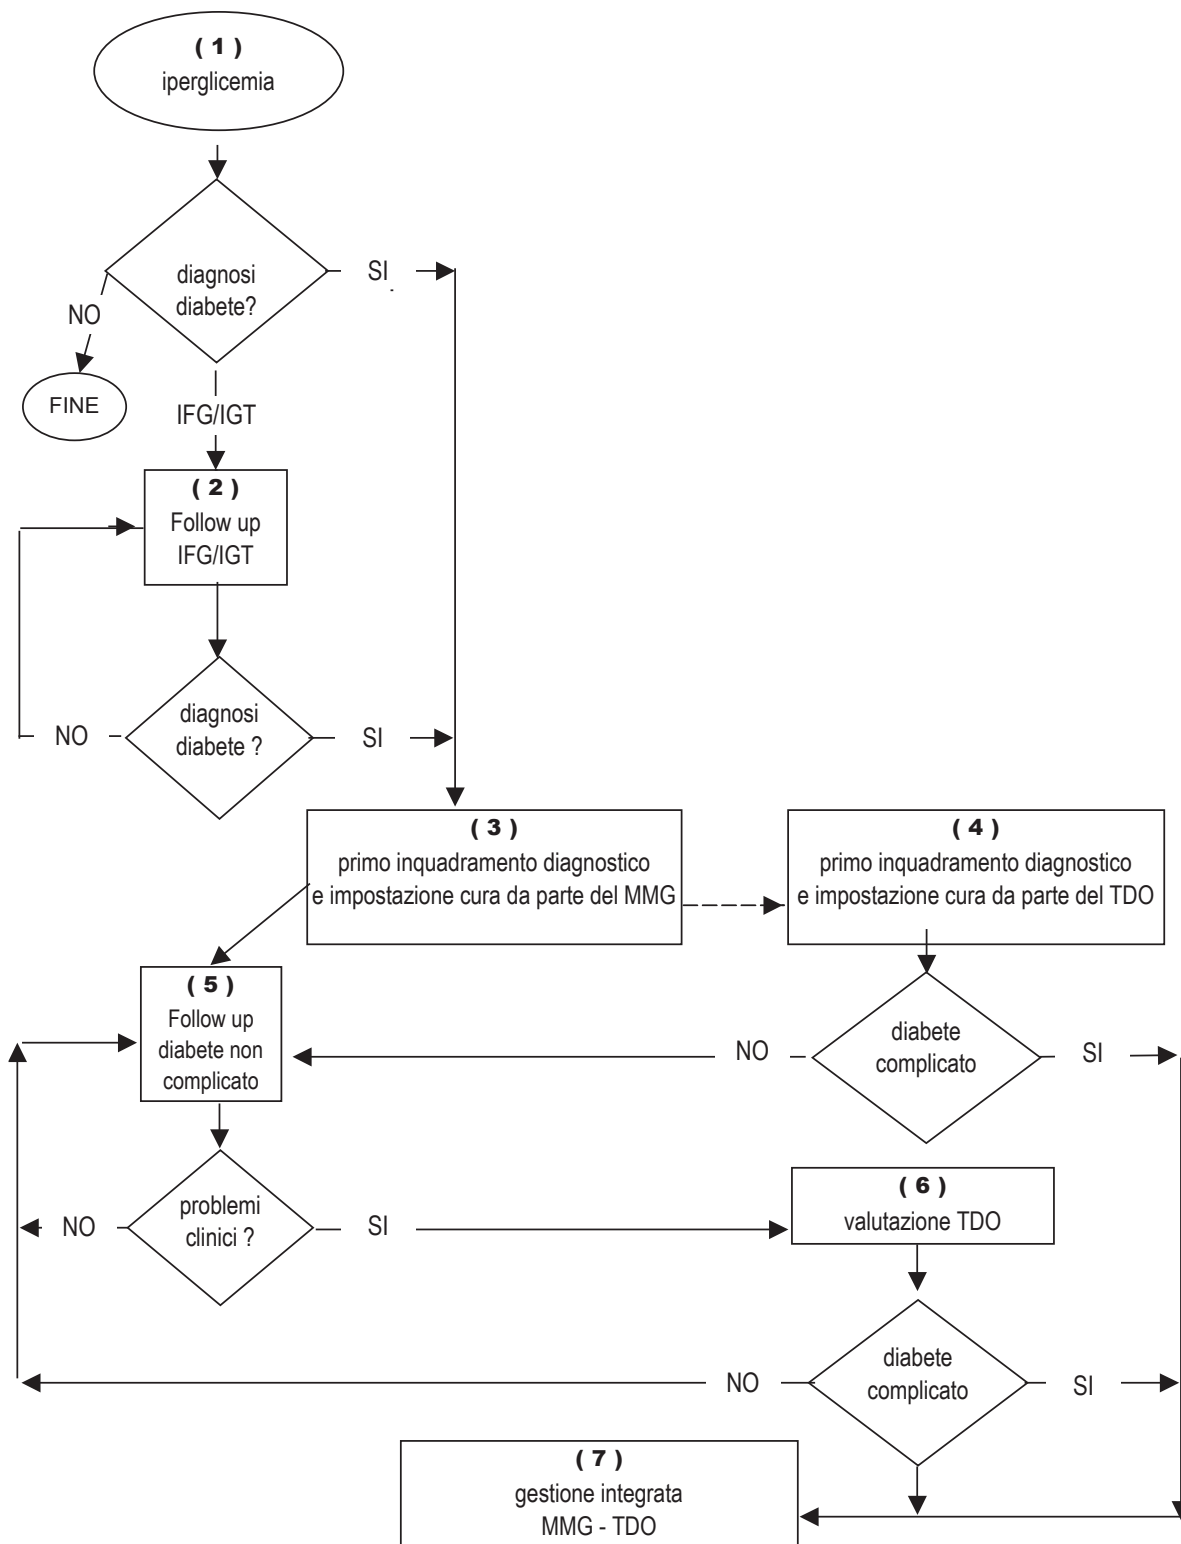 ( 1 )
iperglicemia
diagnosi
diabete?
SI
NO
FINE
IFG/IGT
( 2 )
Follow up
IFG/IGT
diagnosi
diabete ?
NO
SI
( 3 )
primo inquadramento diagnostico
e impostazione cura da parte del MMG
( 4 )
primo inquadramento diagnostico
e impostazione cura da parte del TDO
( 5 )
Follow up
diabete non
complicato
diabete
complicato
NO
SI
problemi
clinici ?
NO
SI
( 6 )
valutazione TDO
diabete
complicato
NO
SI
( 7 )
gestione integrata
MMG - TDO